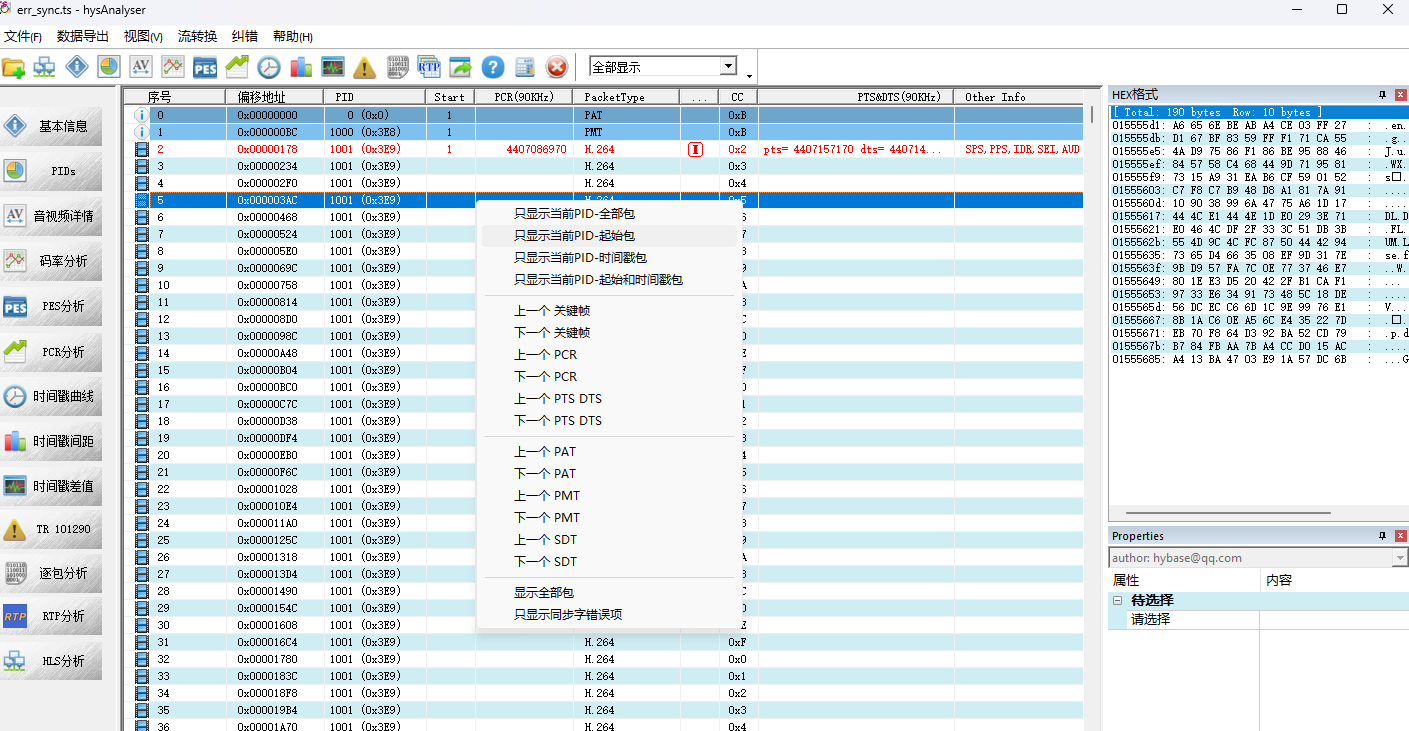 err_sync.ts - hysAnalyser
文件(F) 数据导出 视图(V) 流转换 纠错 帮助(H)
全部显示
基本信息
PIDs
音视频详情
码率分析
PES分析
PCR分析
时间戳曲线
时间戳间距
时间戳差值
TR 101290
逐包分析
RTP分析
HLS分析
序号 偏移地址 PID Start PCR(90KHz) PacketType ... CC PTS&DTS(90KHz) Other Info
0 0x00000000 0 (0x0) 1 PAT 0xB
1 0x000000BC 1000 (0x3E8) 1 PMT 0xB
2 0x00000178 1001 (0x3E9) 1 4407086970 H.264 I 0x2 pts= 4407157170 dts= 440714... SPS,PPS,IDR,SEI,AUD
3 0x00000234 1001 (0x3E9) H.264 0x3
4 0x000002F0 1001 (0x3E9) H.264 0x4
5 0x000003AC 1001 (0x3E9) H.264 0x5
6 0x00000468 1001 (0x3E9)
7 0x00000524 1001 (0x3E9)
8 0x000005E0 1001 (0x3E9)
9 0x0000069C 1001 (0x3E9)
10 0x00000758 1001 (0x3E9)
11 0x00000814 1001 (0x3E9)
12 0x000008D0 1001 (0x3E9)
13 0x0000098C 1001 (0x3E9)
14 0x00000A48 1001 (0x3E9)
15 0x00000B04 1001 (0x3E9)
16 0x00000BC0 1001 (0x3E9)
17 0x00000C7C 1001 (0x3E9)
18 0x00000D38 1001 (0x3E9)
19 0x00000DF4 1001 (0x3E9)
20 0x00000EB0 1001 (0x3E9)
21 0x00000F6C 1001 (0x3E9)
22 0x00001028 1001 (0x3E9)
23 0x000010E4 1001 (0x3E9)
24 0x000011A0 1001 (0x3E9)
25 0x0000125C 1001 (0x3E9)
26 0x00001318 1001 (0x3E9)
27 0x000013D4 1001 (0x3E9)
28 0x00001490 1001 (0x3E9)
29 0x0000154C 1001 (0x3E9)
30 0x00001608 1001 (0x3E9)
31 0x000016C4 1001 (0x3E9) H.264 0xF
32 0x00001780 1001 (0x3E9) H.264 0x0
33 0x0000183C 1001 (0x3E9) H.264 0x1
34 0x000018F8 1001 (0x3E9) H.264 0x2
35 0x000019B4 1001 (0x3E9) H.264 0x3
36 0x00001A70 1001 (0x3E9) H.264 0x4
只显示当前PID-全部包
只显示当前PID-起始包
只显示当前PID-时间戳包
只显示当前PID-起始和时间戳包
上一个 关键帧
下一个 关键帧
上一个 PCR
下一个 PCR
上一个 PTS DTS
下一个 PTS DTS
上一个 PAT
下一个 PAT
上一个 PMT
下一个 PMT
上一个 SDT
下一个 SDT
显示全部包
只显示同步字错误项
HEX格式
[ Total: 190 bytes Row: 10 bytes ]
015555d1: A6 65 6E BE AB A4 CE 03 FF 27 : .en.
015555db: D1 67 BF 83 59 FF F1 71 CA 55 : .g..
015555e5: 4A D9 75 86 F1 86 BE 95 88 46 : J.u.
015555ef: 84 57 58 C4 68 44 9D 71 95 81 : .WX.
015555f9: 73 15 A9 31 EA B6 CF 59 01 52 : s□.
01555603: C7 F8 C7 B9 48 D8 A1 81 7A 91 : ....
0155560d: 10 90 38 99 6A 47 75 A6 1D 17 : ....
01555617: 44 4C E1 44 4E 1D E0 29 3E 71 : DL.D
01555621: E0 46 4C DF 2F 33 3C 51 DB 3B : .FL.
0155562b: 55 4D 9C 4C FC 87 50 44 42 94 : UM.L
01555635: 73 65 D4 66 35 08 EF 9D 31 7E : se.f
0155563f: 9B D9 57 FA 7C 0E 77 37 46 E7 : ..W.
01555649: 80 1E E3 D5 20 42 2F B1 CA F1 : ....
01555653: 97 33 E6 34 91 73 48 5C 18 DE : ....
0155565d: 56 DC EC C6 6D 1C 9E 99 76 E1 : V...
01555667: 8B 1A C6 0E A5 6C E4 35 22 7D : .□.
01555671: EB 70 F8 64 D3 92 BA 52 CD 79 : .p.d
0155567b: B7 84 FB AA 7B A4 CC D0 15 AC : ....
01555685: A4 13 BA 47 03 E9 1A 57 DC 6B : ...G
Properties
author: hybase@qq.com
属性 内容
待选择
请选择